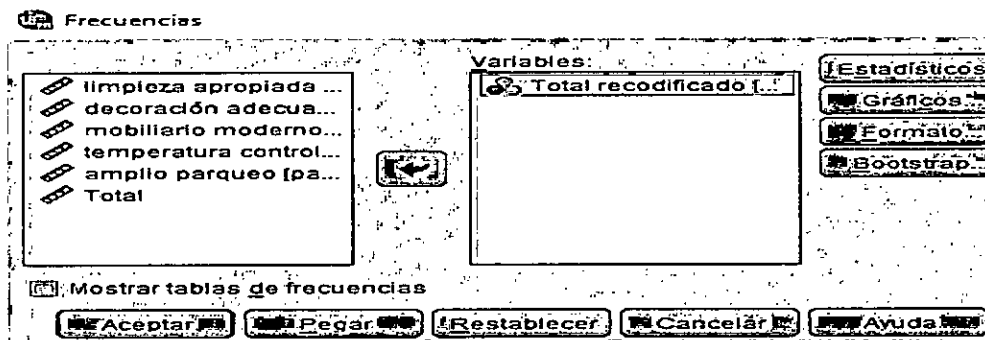 Frecuencias
Variables:
limpieza apropiada ...
decoración adecua...
mobiliario moderno...
temperatura control...
amplio parqueo [pa...
Total
Total recodificado [...
Estadísticos
Gráficos...
Formato...
Bootstrap...
Mostrar tablas de frecuencias
Aceptar
Pegar
Restablecer
Cancelar
Ayuda